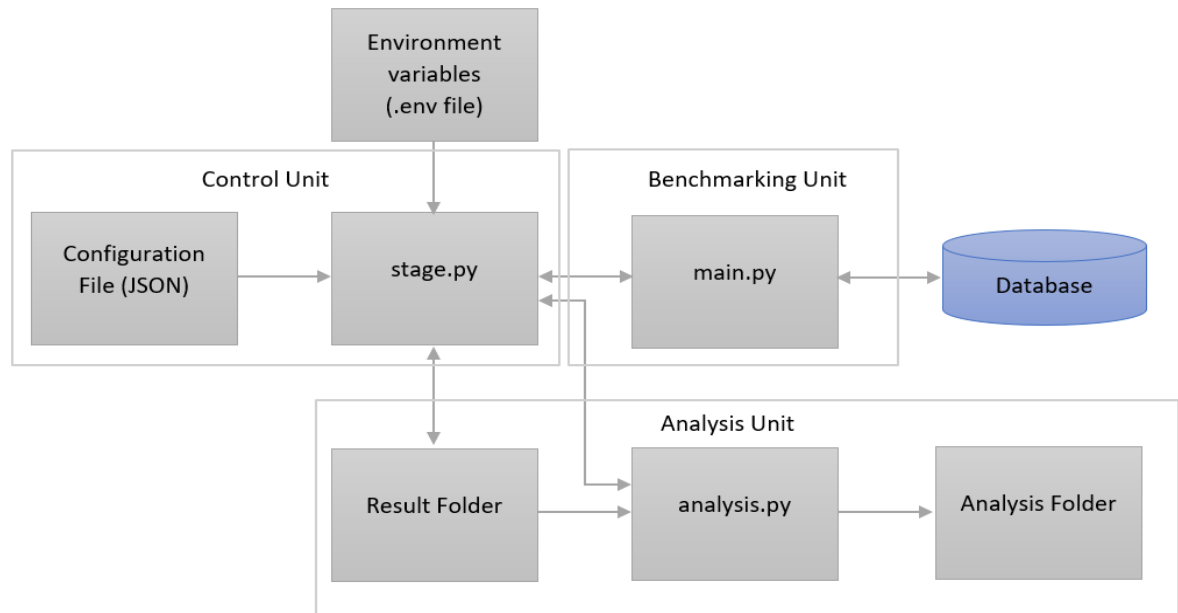 Environment
variables
(.env file)
Control Unit
Benchmarking Unit
Configuration
File (JSON)
stage.py
main.py
Database
Analysis Unit
Result Folder
analysis.py
Analysis Folder